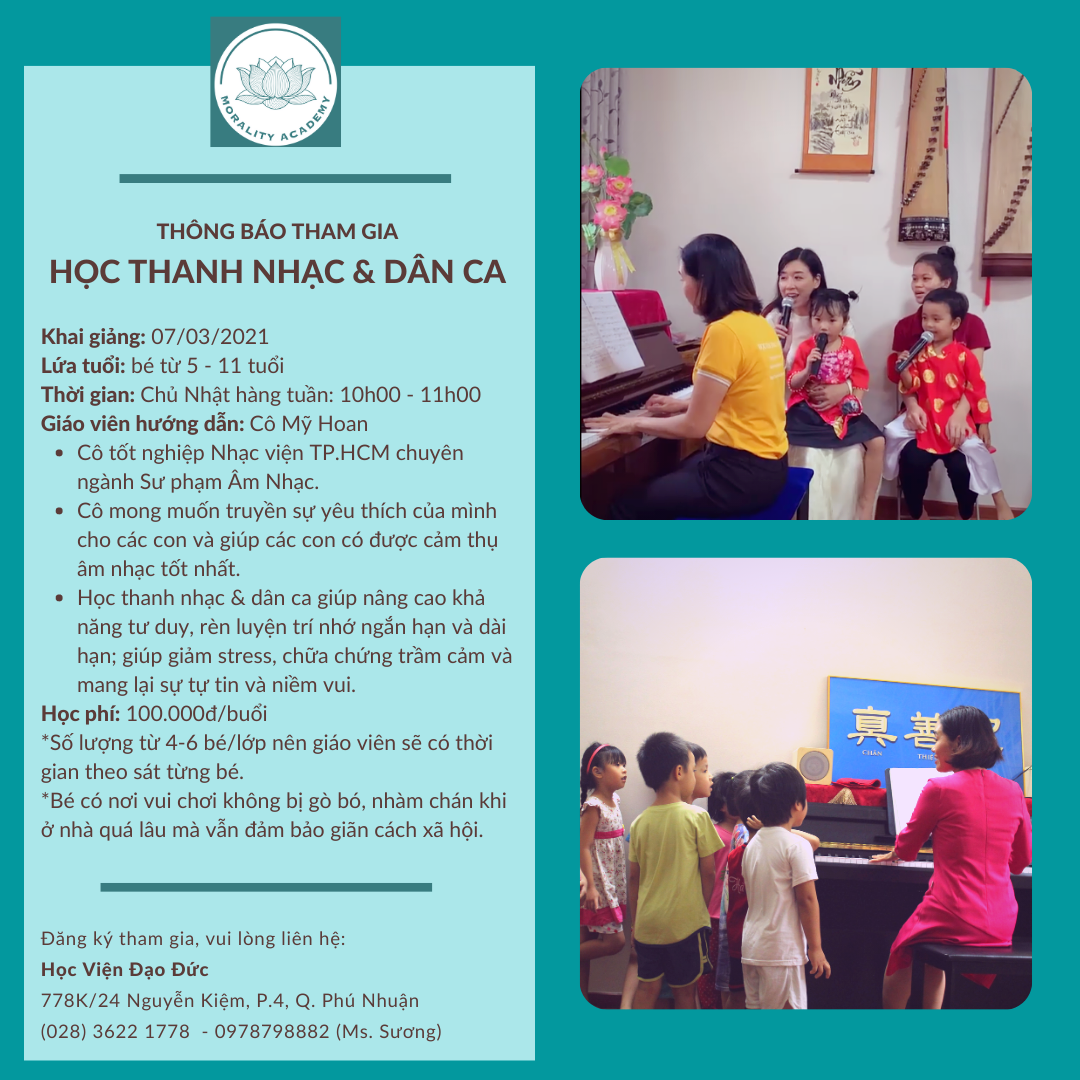 MORALITY ACADEMY
THÔNG BÁO THAM GIA
HỌC THANH NHẠC & DÂN CA
Khai giảng: 07/03/2021
Lứa tuổi: bé từ 5 - 11 tuổi
Thời gian: Chủ Nhật hàng tuần: 10h00 - 11h00
Giáo viên hướng dẫn: Cô Mỹ Hoan
• Cô tốt nghiệp Nhạc viện TP.HCM chuyên
ngành Sư phạm Âm Nhạc.
• Cô mong muốn truyền sự yêu thích của mình
cho các con và giúp các con có được cảm thụ
âm nhạc tốt nhất.
• Học thanh nhạc & dân ca giúp nâng cao khả
năng tư duy, rèn luyện trí nhớ ngắn hạn và dài
hạn; giúp giảm stress, chữa chứng trầm cảm và
mang lại sự tự tin và niềm vui.
Học phí: 100.000đ/buổi
*Số lượng từ 4-6 bé/lớp nên giáo viên sẽ có thời
gian theo sát từng bé.
*Bé có nơi vui chơi không bị gò bó, nhàm chán khi
ở nhà quá lâu mà vẫn đảm bảo giãn cách xã hội.
Đăng ký tham gia, vui lòng liên hệ:
Học Viện Đạo Đức
778K/24 Nguyễn Kiệm, P.4, Q. Phú Nhuận
(028) 3622 1778 - 0978798882 (Ms. Sương)
真善
CHÂN